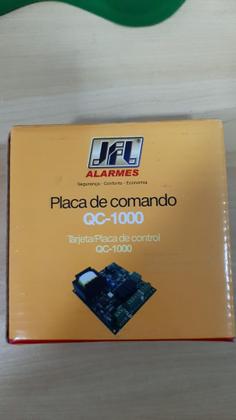 JFL
ALARMES
Segurança - Conforto - Economia
Placa de comando
QC-1000
Tarjeta/Placa de control
QC-1000